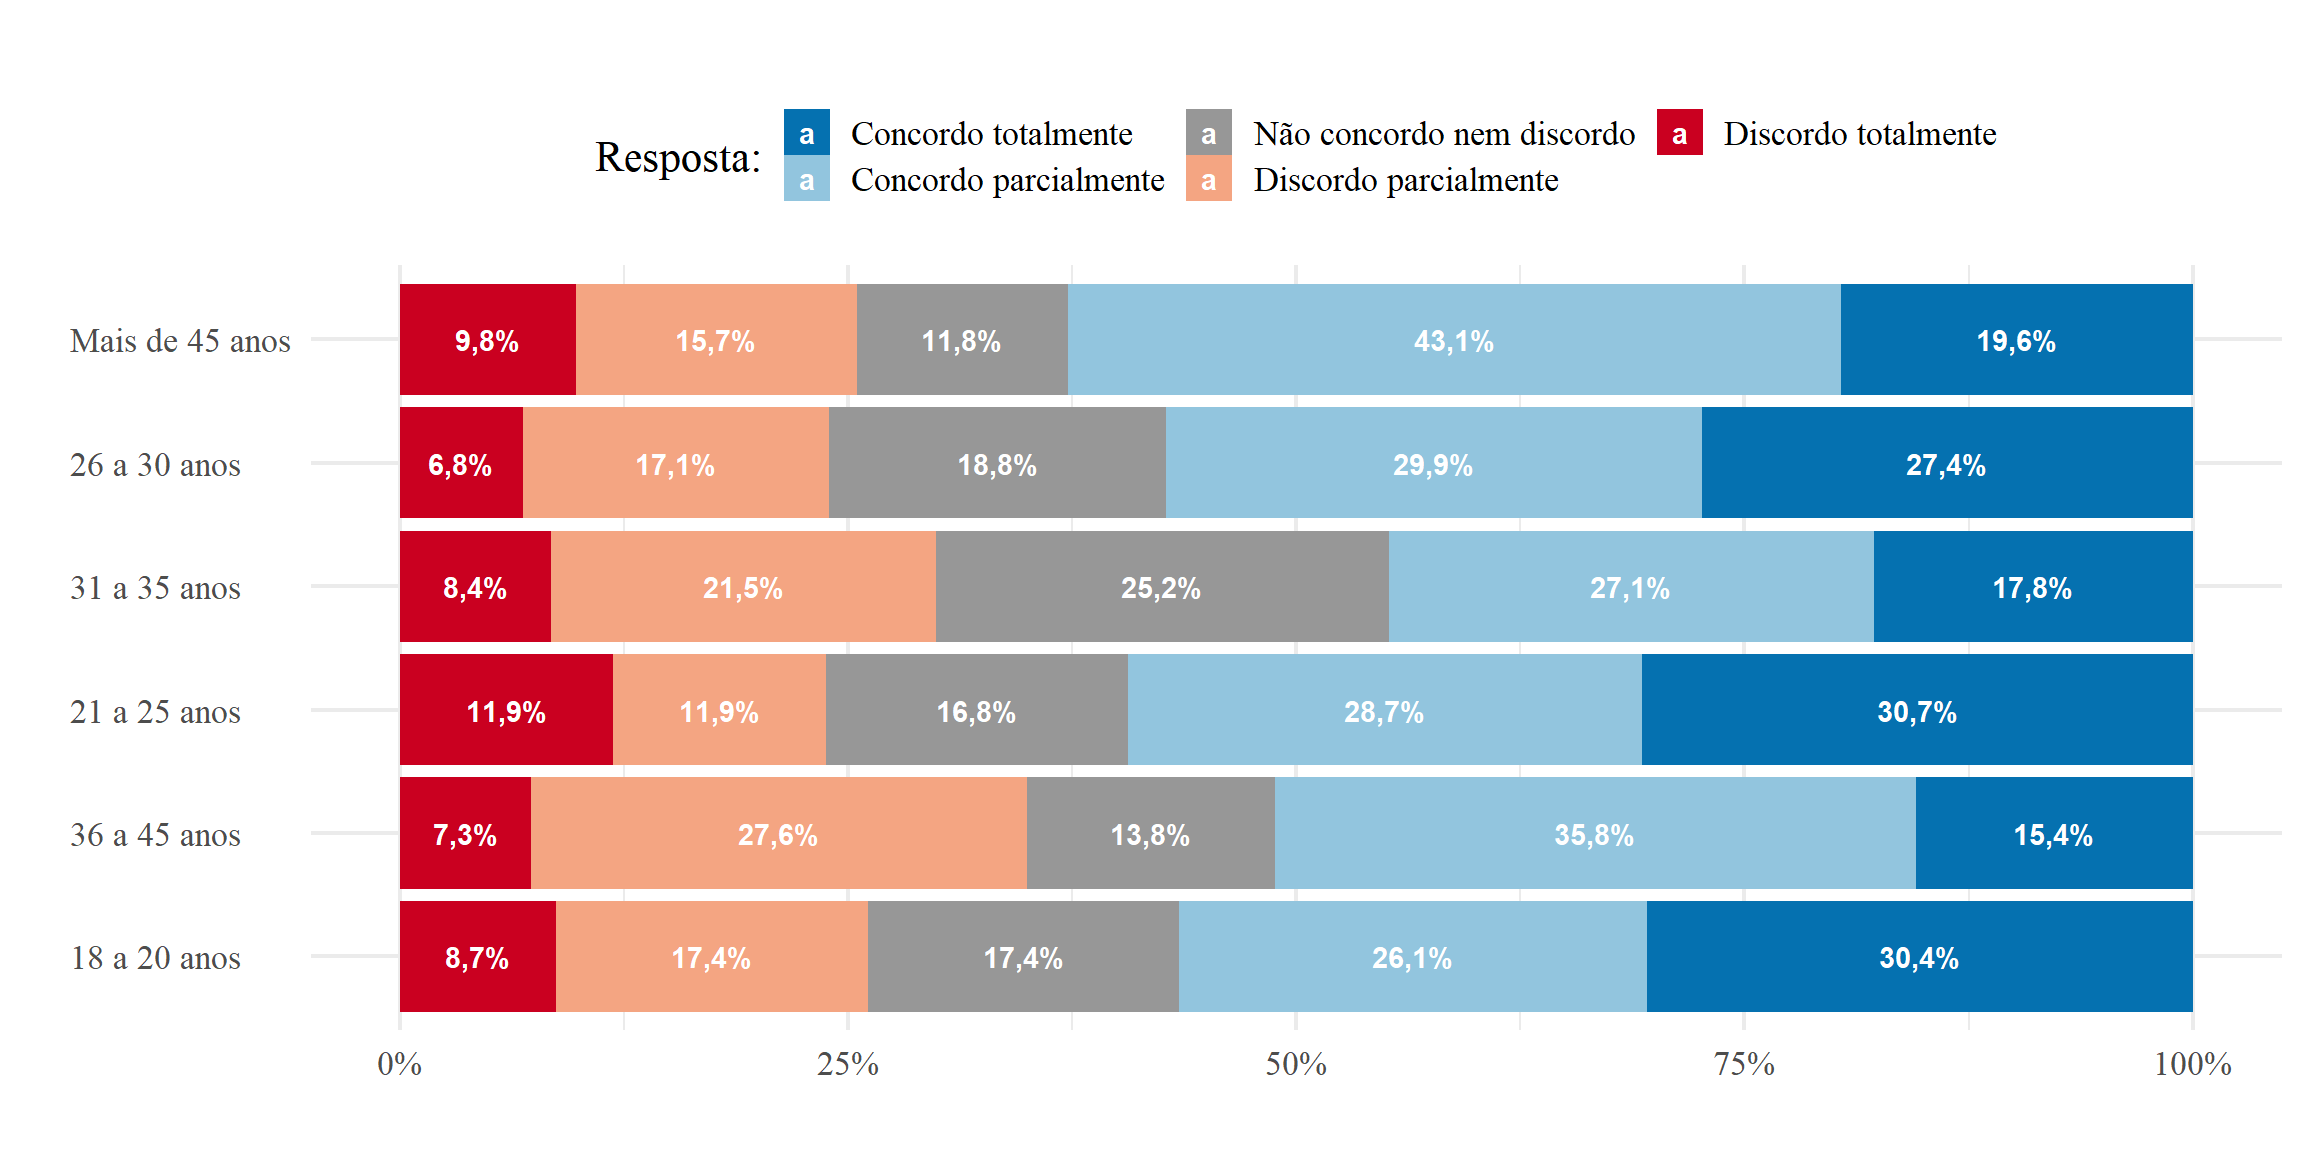 Resposta:
a Concordo totalmente a Não concordo nem discordo a Discordo totalmente
a Concordo parcialmente a Discordo parcialmente
Mais de 45 anos 9,8% 15,7% 11,8% 43,1% 19,6%
26 a 30 anos 6,8% 17,1% 18,8% 29,9% 27,4%
31 a 35 anos 8,4% 21,5% 25,2% 27,1% 17,8%
21 a 25 anos 11,9% 11,9% 16,8% 28,7% 30,7%
36 a 45 anos 7,3% 27,6% 13,8% 35,8% 15,4%
18 a 20 anos 8,7% 17,4% 17,4% 26,1% 30,4%
0% 25% 50% 75% 100%